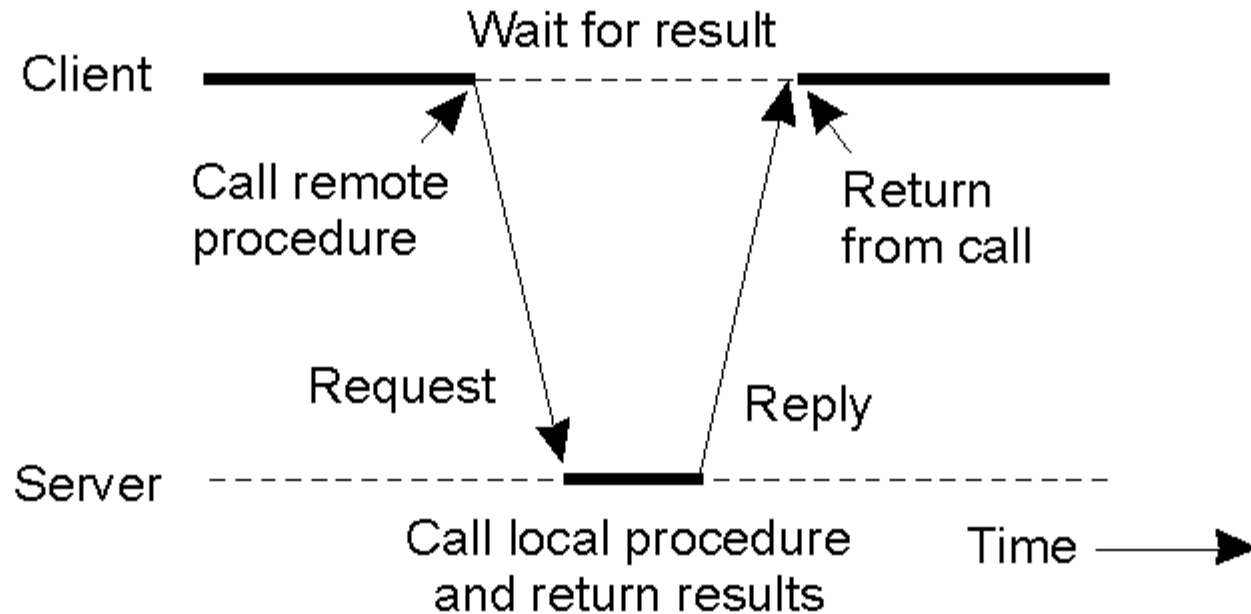 Wait for result
Client
Call remote
procedure
Return
from call
Request
Reply
Server
Call local procedure
and return results
Time